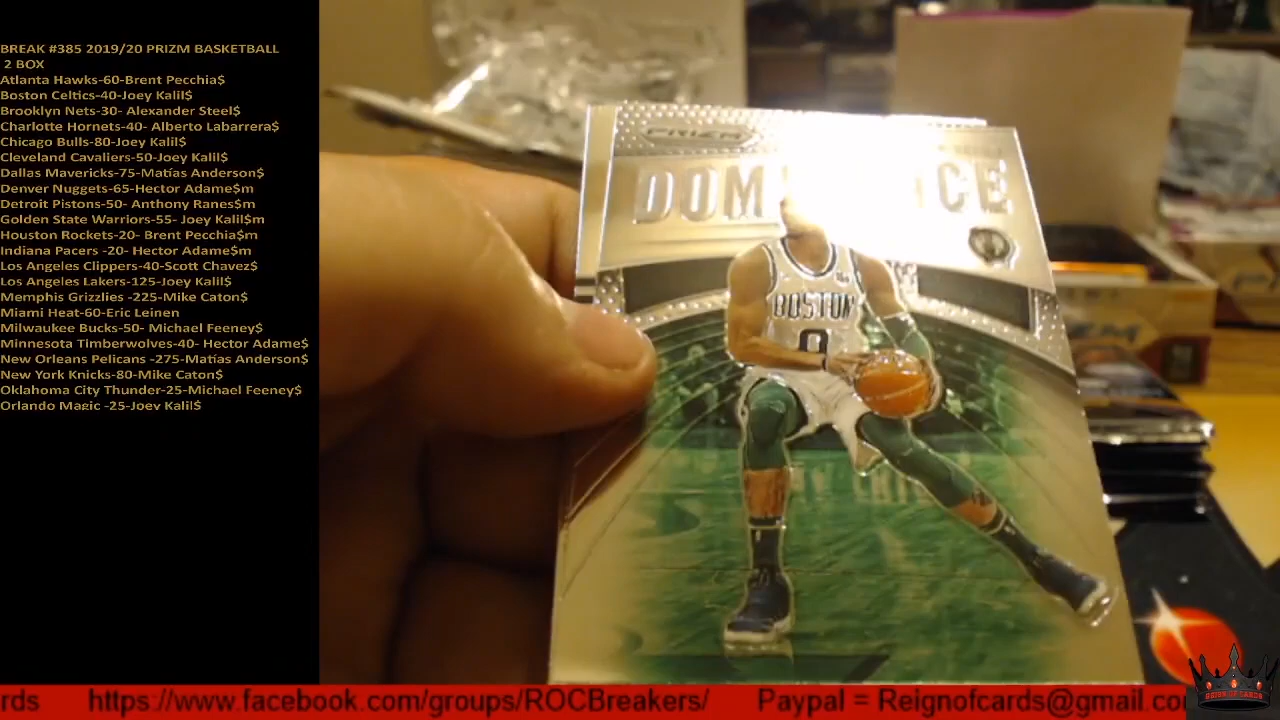 BREAK #385 2019/20 PRIZM BASKETBALL
2 BOX
Atlanta Hawks-60-Brent Pecchia$
Boston Celtics-40-Joey Kalil$
Brooklyn Nets-30- Alexander Steel$
Charlotte Hornets-40- Alberto Labarrera$
Chicago Bulls-80-Joey Kalil$
Cleveland Cavaliers-50-Joey Kalil$
Dallas Mavericks-75-Matías Anderson$
Denver Nuggets-65-Hector Adame$m
Detroit Pistons-50- Anthony Ranes$m
Golden State Warriors-55- Joey Kalil$m
Houston Rockets-20- Brent Pecchia$m
Indiana Pacers -20- Hector Adame$m
Los Angeles Clippers-40-Scott Chavez$
Los Angeles Lakers-125-Joey Kalil$
Memphis Grizzlies -225-Mike Caton$
Miami Heat-60-Eric Leinen
Milwaukee Bucks-50- Michael Feeney$
Minnesota Timberwolves-40- Hector Adame$
New Orleans Pelicans -275-Matías Anderson$
New York Knicks-80-Mike Caton$
Oklahoma City Thunder-25-Michael Feeney$
Orlando Magic -25-Joey Kalil$
PRIZM
BOSTON
0
rds https://www.facebook.com/groups/ROCBreakers/ Paypal = Reignofcards@gmail.co
REIGN OF CARDS